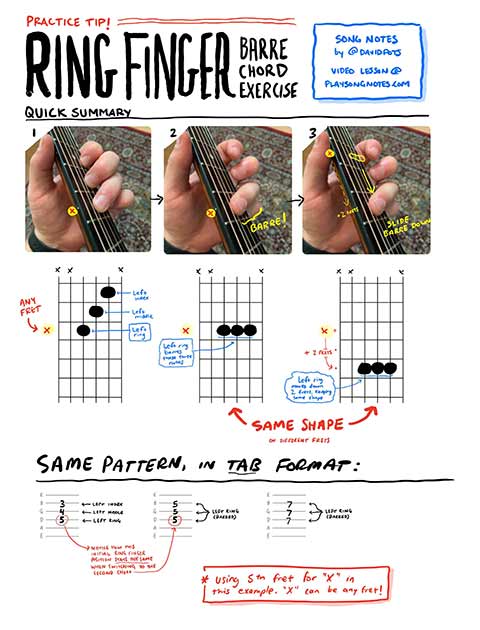 PRACTICE TIP!
RING FINGER
BARRE
CHORD
EXERCISE
SONG NOTES
by @DAVIDPOTS
VIDEO LESSON @
PLAYSONGNOTES.COM
QUICK SUMMARY
1
2
3
x
x
x
BARRE!
+2 FRETS
SLIDE
BARRE DOWN
x x x
x x x
x x x
ANY
FRET
x
Left
index
Left
middle
Left
ring
x
Left ring
barres
these three
notes
x
+ 2 frets
Left ring
moves down
2 frets, keeping
same shape
SAME SHAPE
ON DIFFERENT FRETS
SAME PATTERN, IN TAB FORMAT:
E
B 3 ← LEFT INDEX
G 4 ← LEFT MIDDLE
D 5 ← LEFT RING
A
E
E
B 5
G 5
D 5
A
E
LEFT RING
(BARRED)
E
B 7
G 7
D 7
A
E
LEFT RING
(BARRED)
NOTICE HOW THIS
INITIAL RING FINGER
POSITION STAYS THE SAME
WHEN SWITCHING TO THE
SECOND CHORD
* Using 5th fret for "X" in
this example. "X" can be any fret!